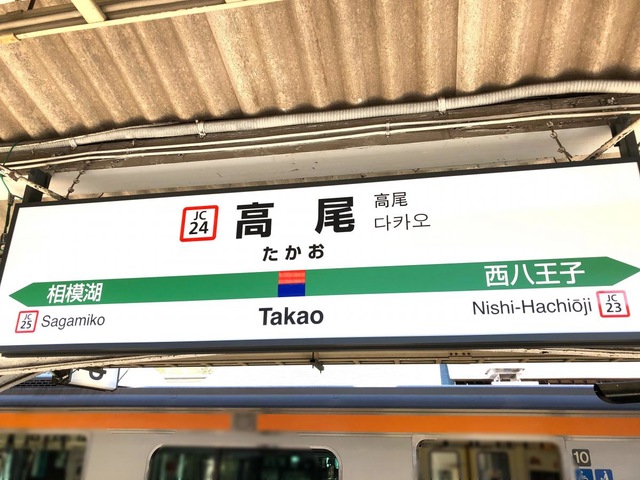 JC
24
高尾
高尾
다카오
たかお
相模湖
西八王子
JC
25
Sagamiko
Takao
Nishi-Hachiōji
JC
23
10